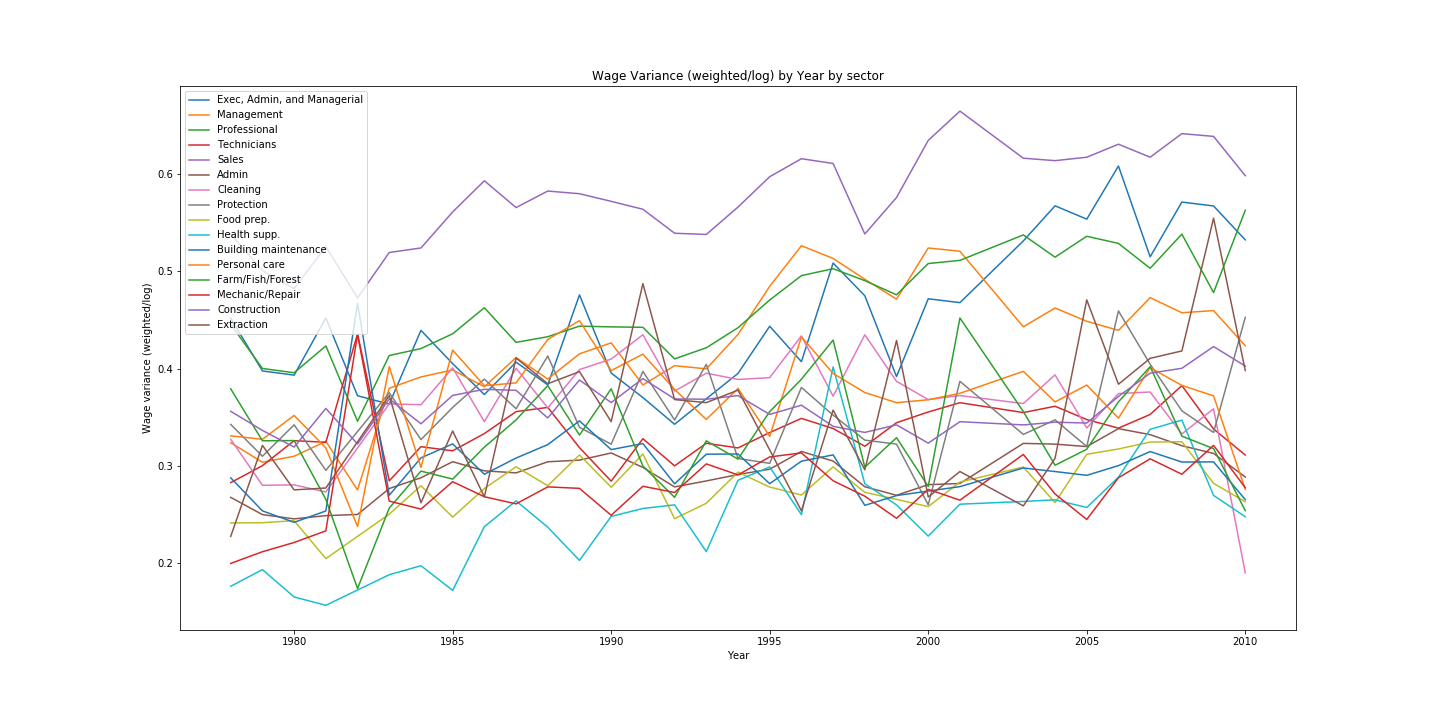 Wage Variance (weighted/log) by Year by sector
Exec, Admin, and Managerial
Management
Professional
Technicians
Sales
Admin
Cleaning
Protection
Food prep.
Health supp.
Building maintenance
Personal care
Farm/Fish/Forest
Mechanic/Repair
Construction
Extraction
Wage variance (weighted/log)
0.6
0.5
0.4
0.3
0.2
1980 1985 1990 1995 2000 2005 2010
Year